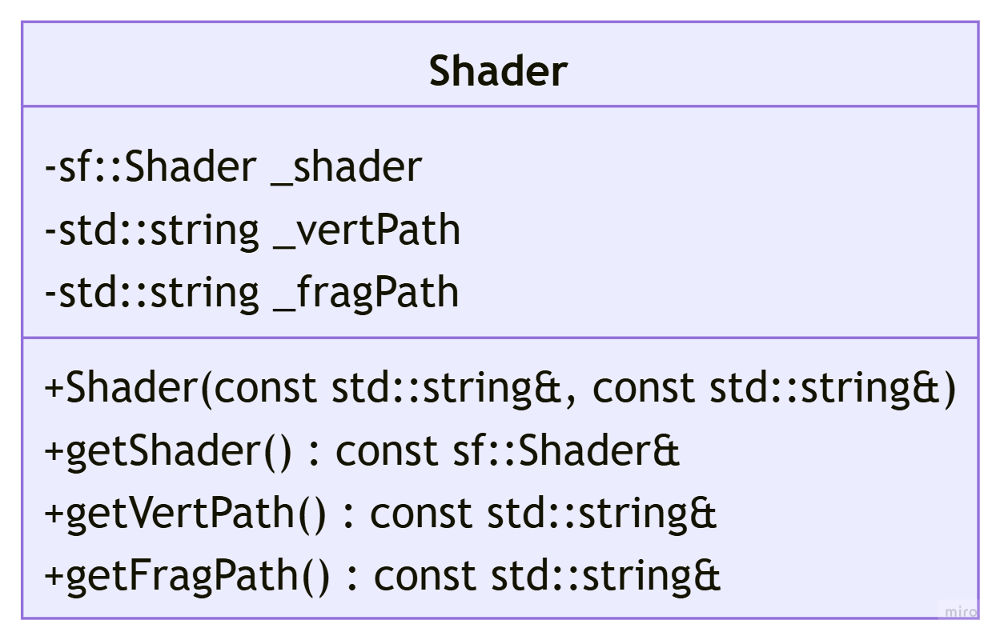 Shader
-sf::Shader _shader
-std::string _vertPath
-std::string _fragPath
+Shader(const std::string&, const std::string&)
+getShader() : const sf::Shader&
+getVertPath() : const std::string&
+getFragPath() : const std::string&
miro